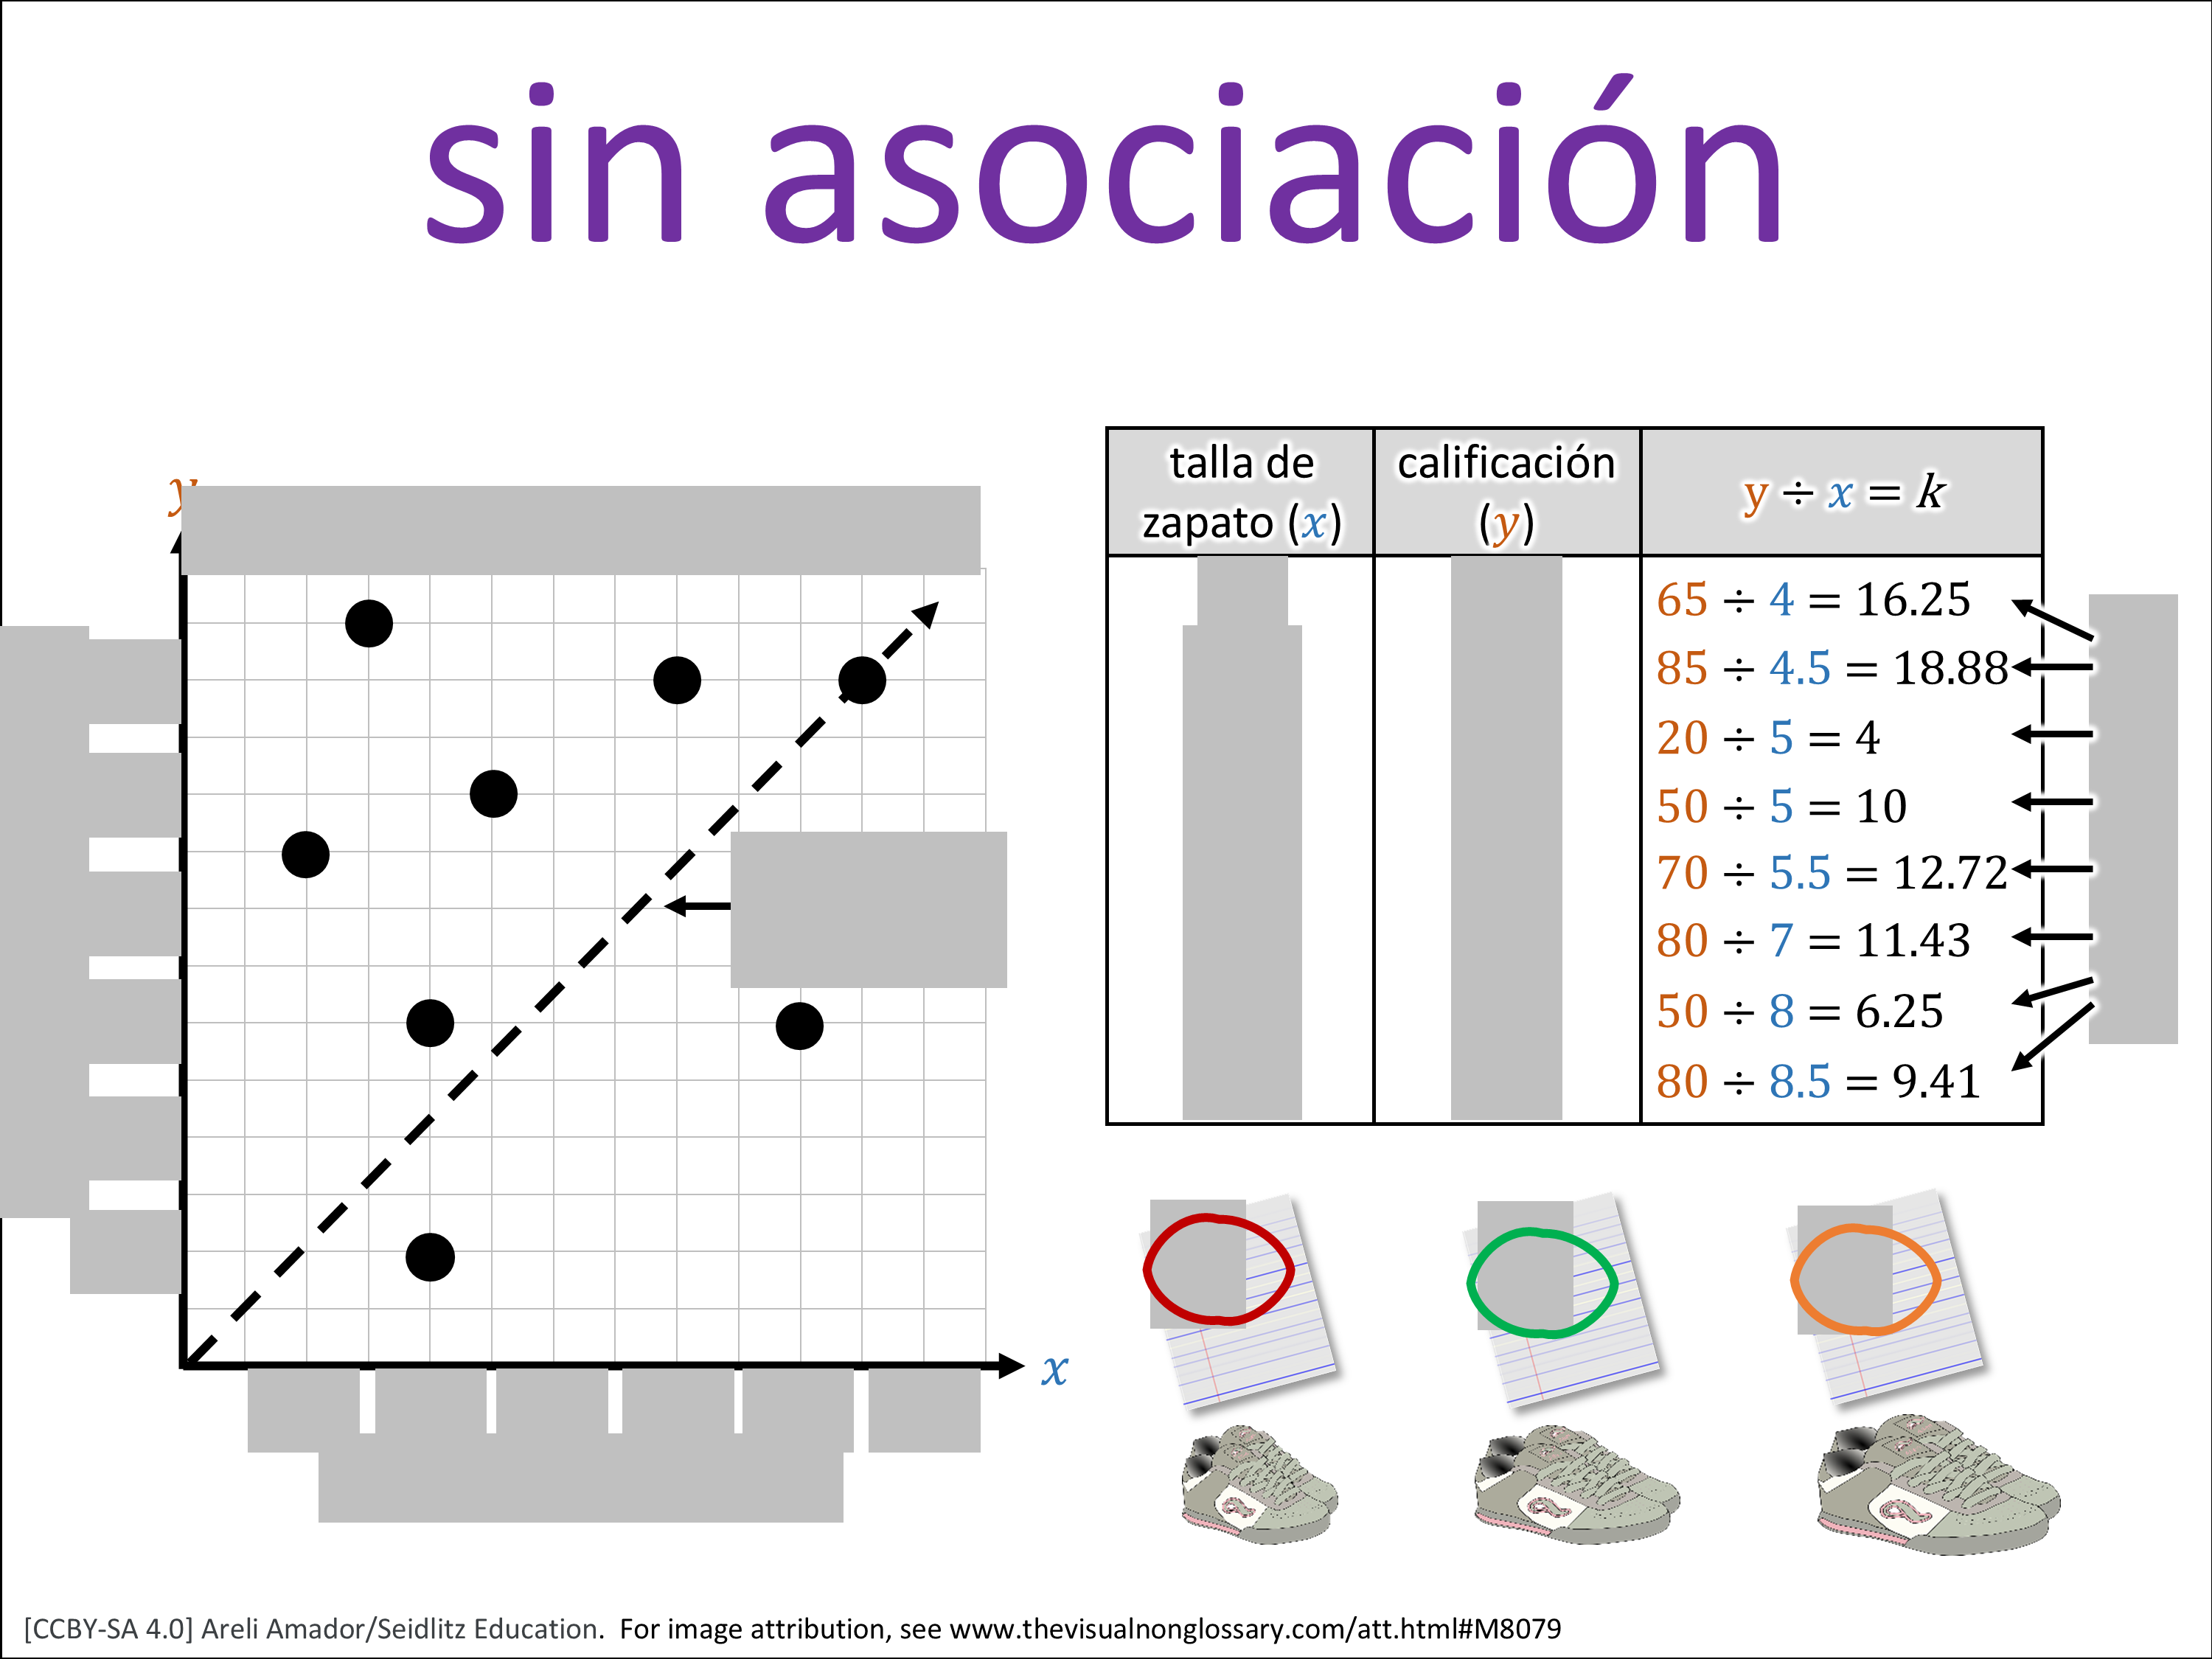 sin asociación
y
x
talla de
zapato (x)
calificación
(y)
y ÷ x = k
65 ÷ 4 = 16.25
85 ÷ 4.5 = 18.88
20 ÷ 5 = 4
50 ÷ 5 = 10
70 ÷ 5.5 = 12.72
80 ÷ 7 = 11.43
50 ÷ 8 = 6.25
80 ÷ 8.5 = 9.41
[CCBY-SA 4.0] Areli Amador/Seidlitz Education.  For image attribution, see www.thevisualnonglossary.com/att.html#M8079